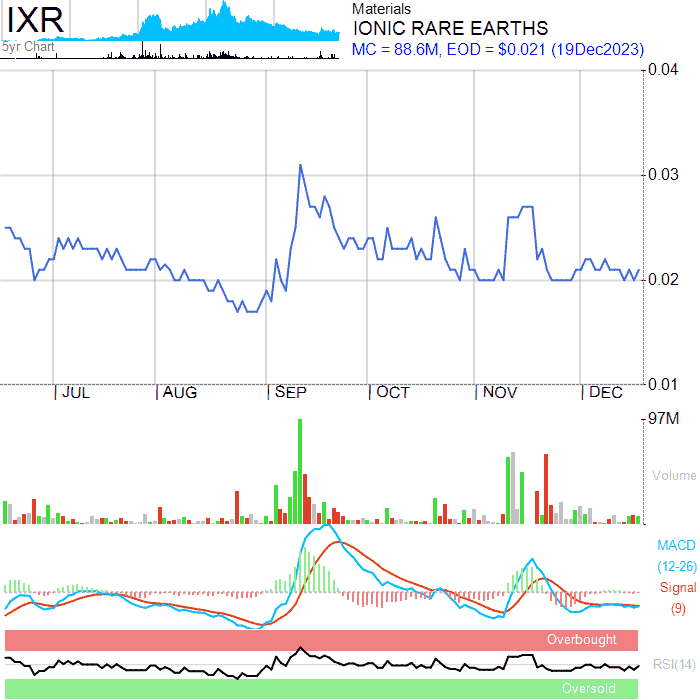 IXR
5yr Chart
Materials
IONIC RARE EARTHS
MC = 88.6M, EOD = $0.021 (19Dec2023)
0.04
0.03
0.02
0.01
JUL AUG SEP OCT NOV DEC
97M
Volume
MACD
(12-26)
Signal
(9)
Overbought
RSI(14)
Oversold